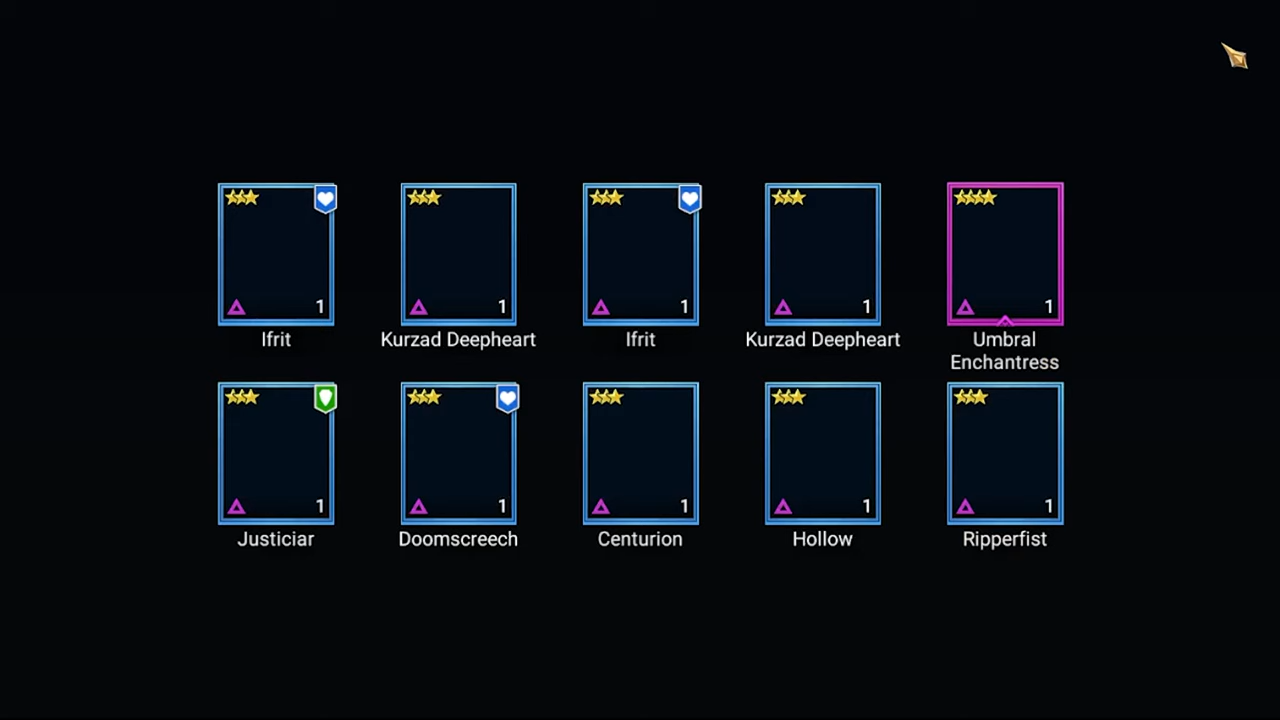 1
1
1
1
1
Ifrit
Kurzad Deepheart
Ifrit
Kurzad Deepheart
Umbral
Enchantress
1
1
1
1
1
Justiciar
Doomscreech
Centurion
Hollow
Ripperfist